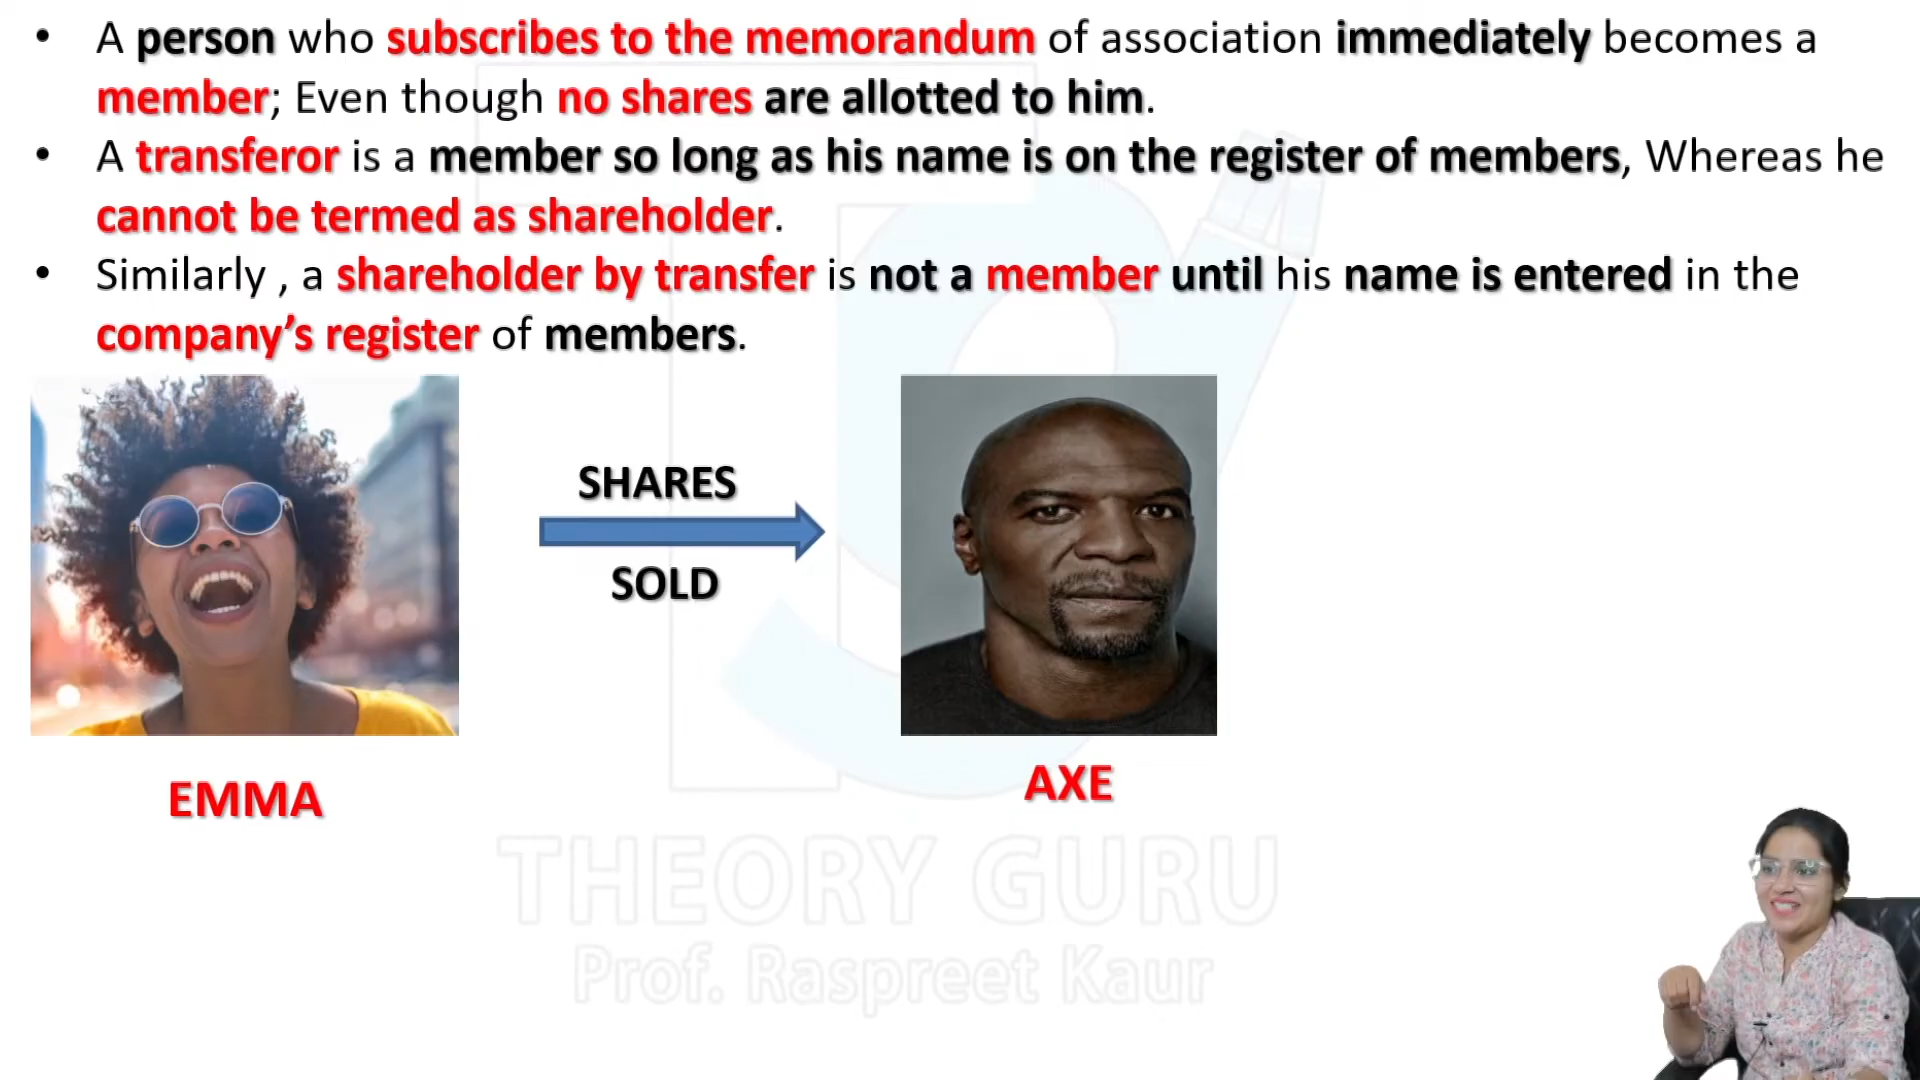 • A person who subscribes to the memorandum of association immediately becomes a
member; Even though no shares are allotted to him.
• A transferor is a member so long as his name is on the register of members, Whereas he
cannot be termed as shareholder.
• Similarly , a shareholder by transfer is not a member until his name is entered in the
company’s register of members.
SHARES
SOLD
EMMA
AXE
THEORY GURU
Prof. Raspreet Kaur